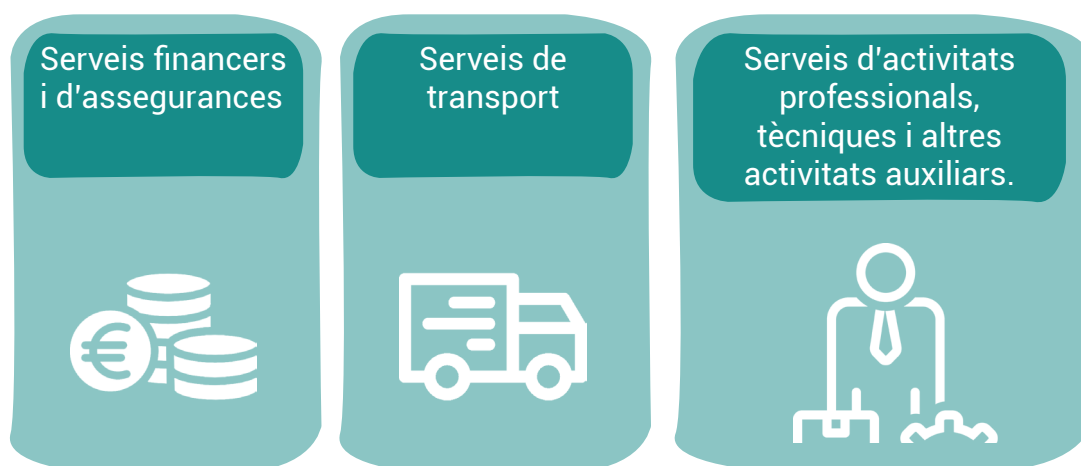 Serveis financers
i d'assegurances
Serveis de
transport
Serveis d'activitats
professionals,
tècniques i altres
activitats auxiliars.
€